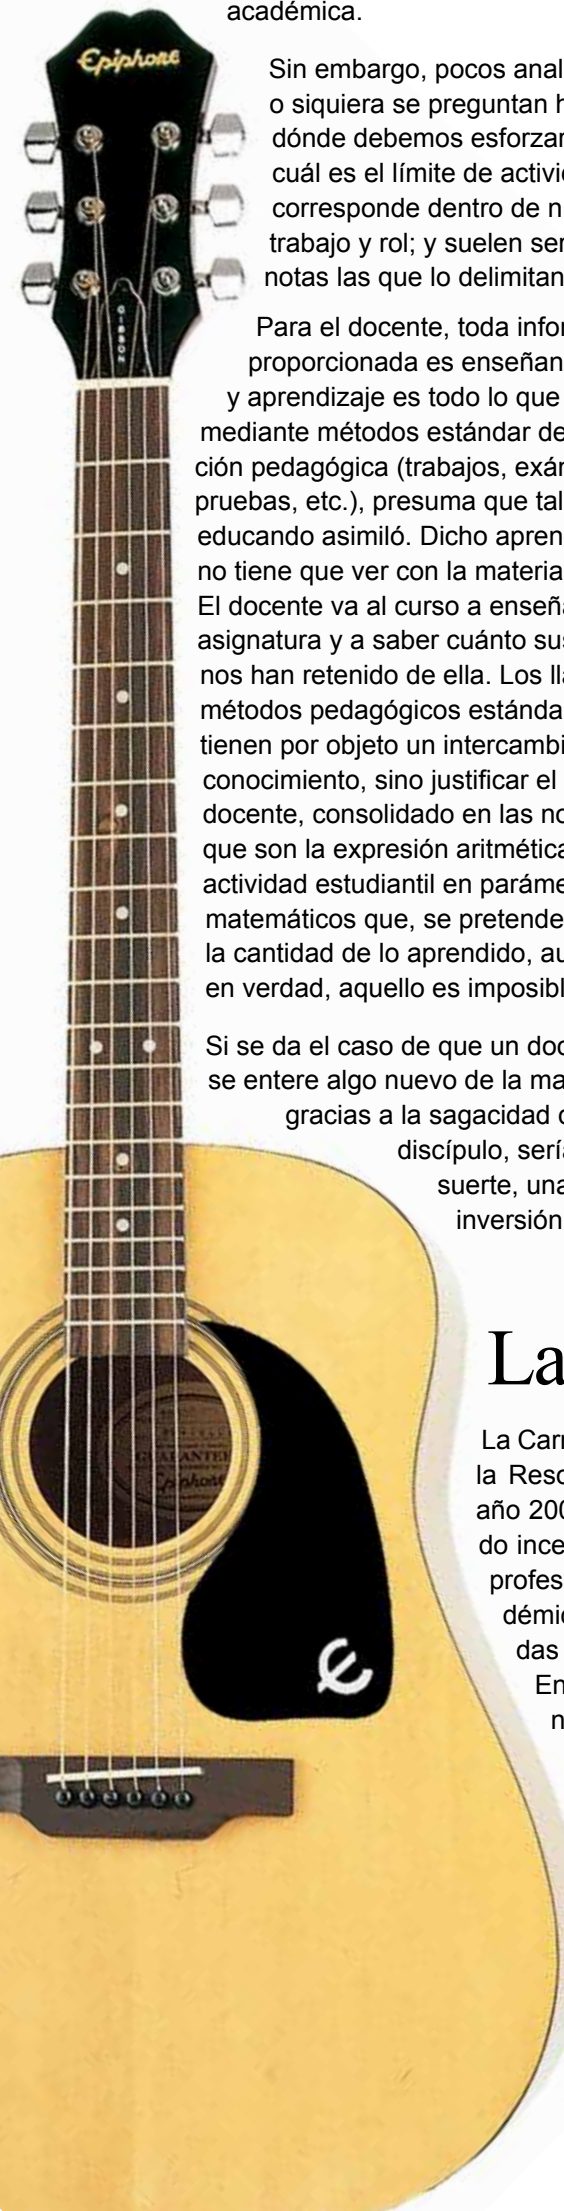 académica.
Epiphone
Sin embargo, pocos anal
o siquiera se preguntan h
dónde debemos esforzar
cuál es el límite de activi
corresponde dentro de n
trabajo y rol; y suelen ser
notas las que lo delimitan
GIBSON
Para el docente, toda infor
proporcionada es enseñan
y aprendizaje es todo lo que
mediante métodos estándar de
ción pedagógica (trabajos, exár
pruebas, etc.), presuma que tal
educando asimiló. Dicho apren
no tiene que ver con la materia
El docente va al curso a enseña
asignatura y a saber cuánto sus
nos han retenido de ella. Los lla
métodos pedagógicos estánda
tienen por objeto un intercambi
conocimiento, sino justificar el
docente, consolidado en las no
que son la expresión aritmética
actividad estudiantil en paráme
matemáticos que, se pretende
la cantidad de lo aprendido, au
en verdad, aquello es imposibl
Si se da el caso de que un doc
se entere algo nuevo de la ma
gracias a la sagacidad d
discípulo, sería
suerte, una
inversión
La
La Carr
la Reso
año 200
do ince
profes
démic
das
En
n
GUARANTEE
Epiphone